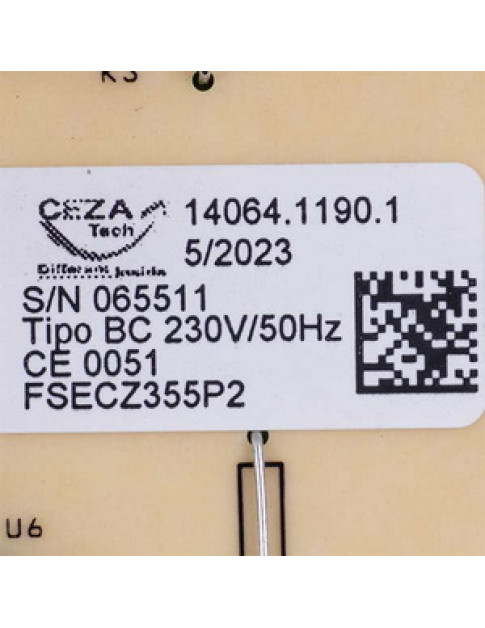 K3
CEZA
Tech
14064.1190.1
5/2023
S/N 065511
Tipo BC 230V/50Hz
CE 0051
FSECZ355P2
U6